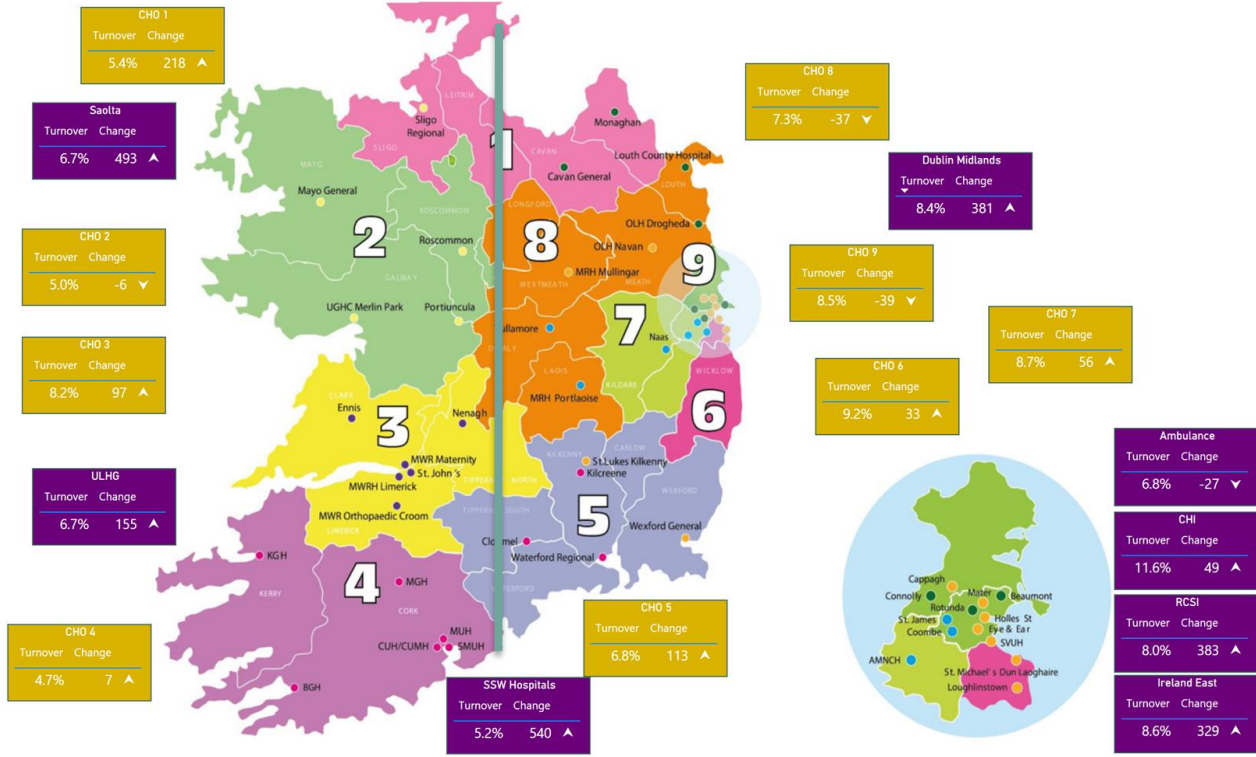 CHO 1
Turnover Change
5.4% 218
Saolta
Turnover Change
6.7% 493
CHO 2
Turnover Change
5.0% -6
CHO 3
Turnover Change
8.2% 97
ULHG
Turnover Change
6.7% 155
CHO 4
Turnover Change
4.7% 7
LEITRIM
Sligo
Regional
SLIGO
1
CAVAN
Monaghan
Cavan General
Louth County Hospital
LOUTH
MAYO
Mayo General
ROSCOMMON
Roscommon
2
GALWAY
UGHC Merlin Park
Portiuncula
LONGFORD
8
OLH Drogheda
OLH Navan
MRH Mullingar
WESTMEATH
MEATH
9
7
Naas
KILDARE
LAOIS
MRH Portlaoise
WICKLOW
6
CLARE
Ennis
3
Nenagh
MWR Maternity
St. John 's
MWRH Limerick
MWR Orthopaedic Croom
LIMERICK
NORTH
SOUTH
KILKENNY
CARLOW
St.Lukes Kilkenny
Kilcreene
WEXFORD
5
Wexford General
Waterford Regional
KGH
KERRY
4
MGH
CORK
MUH
CUH/CUMH
SMUH
BGH
CHO 8
Turnover Change
7.3% -37
Dublin Midlands
Turnover Change
8.4% 381
CHO 9
Turnover Change
8.5% -39
CHO 7
Turnover Change
8.7% 56
CHO 6
Turnover Change
9.2% 33
CHO 5
Turnover Change
6.8% 113
SSW Hospitals
Turnover Change
5.2% 540
Cappagh
Connolly
Mater
Beaumont
Rotunda
St. James
Holles St
Coombe
Eye & Ear
SVUH
AMNCH
St. Michael' s Dun Laoghaire
Loughlinstown
Ambulance
Turnover Change
6.8% -27
CHI
Turnover Change
11.6% 49
RCSI
Turnover Change
8.0% 383
Ireland East
Turnover Change
8.6% 329